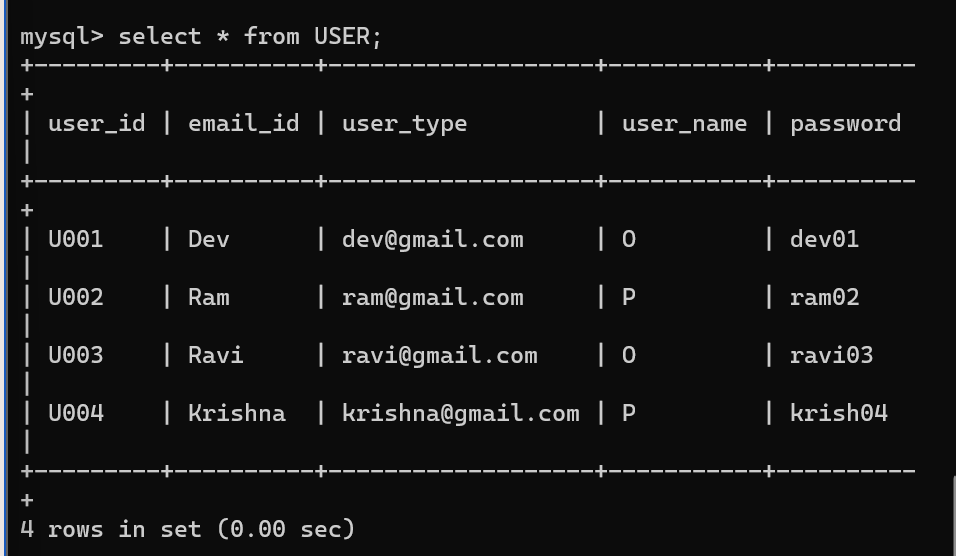 mysql> select * from USER;
+---------+----------+-------------------+-----------+----------
+
| user_id | email_id | user_type         | user_name | password
|
+---------+----------+-------------------+-----------+----------
+
| U001    | Dev      | dev@gmail.com     | O         | dev01
|
| U002    | Ram      | ram@gmail.com     | P         | ram02
|
| U003    | Ravi     | ravi@gmail.com    | O         | ravi03
|
| U004    | Krishna  | krishna@gmail.com | P         | krish04
|
+---------+----------+-------------------+-----------+----------
+
4 rows in set (0.00 sec)